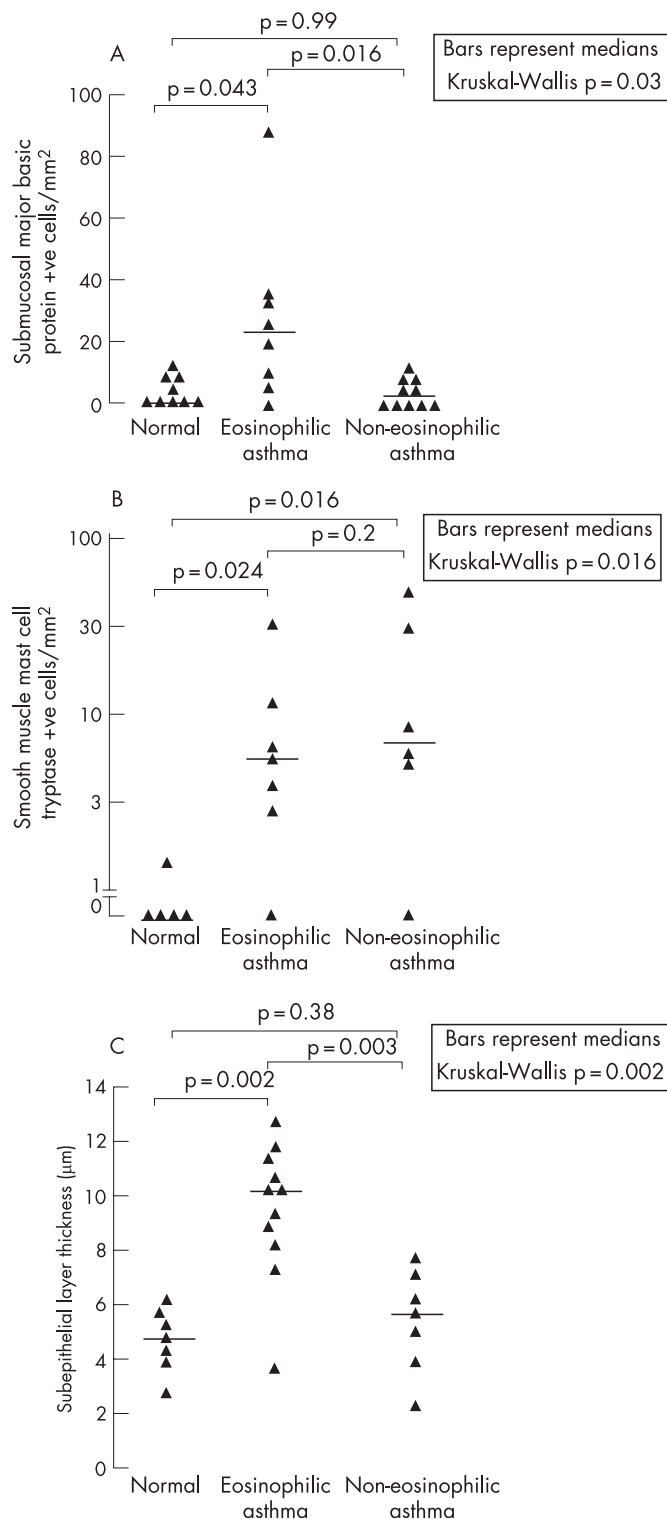 p = 0.99
A
p = 0.016
p = 0.043
Bars represent medians
Kruskal-Wallis p = 0.03
Submucosal major basic
protein +ve cells/mm²
100
80
60
40
20
0
Normal
Eosinophilic
asthma
Non-eosinophilic
asthma
B
p = 0.016
p = 0.2
p = 0.024
Bars represent medians
Kruskal-Wallis p = 0.016
Smooth muscle mast cell
tryptase +ve cells/mm²
100
30
10
3
1
0
Normal
Eosinophilic
asthma
Non-eosinophilic
asthma
p = 0.38
C
p = 0.003
p = 0.002
Bars represent medians
Kruskal-Wallis p = 0.002
Subepithelial layer thickness (μm)
14
12
10
8
6
4
2
0
Normal
Eosinophilic
asthma
Non-eosinophilic
asthma